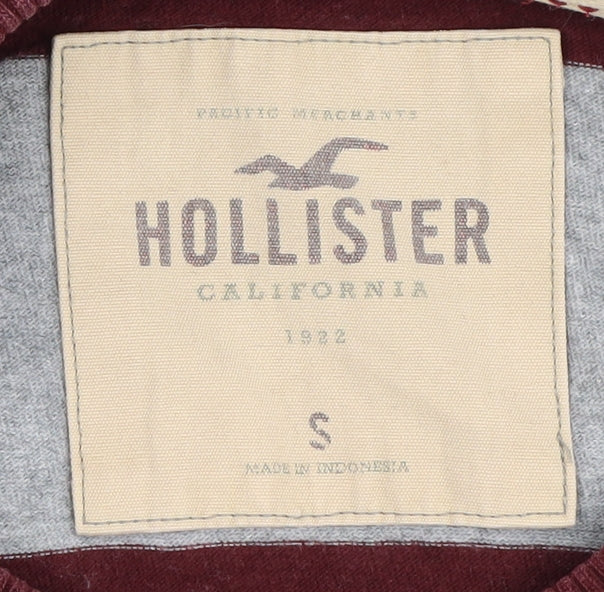 PACIFIC MERCHANTS
HOLLISTER
CALIFORNIA
1922
S
MADE IN INDONESIA